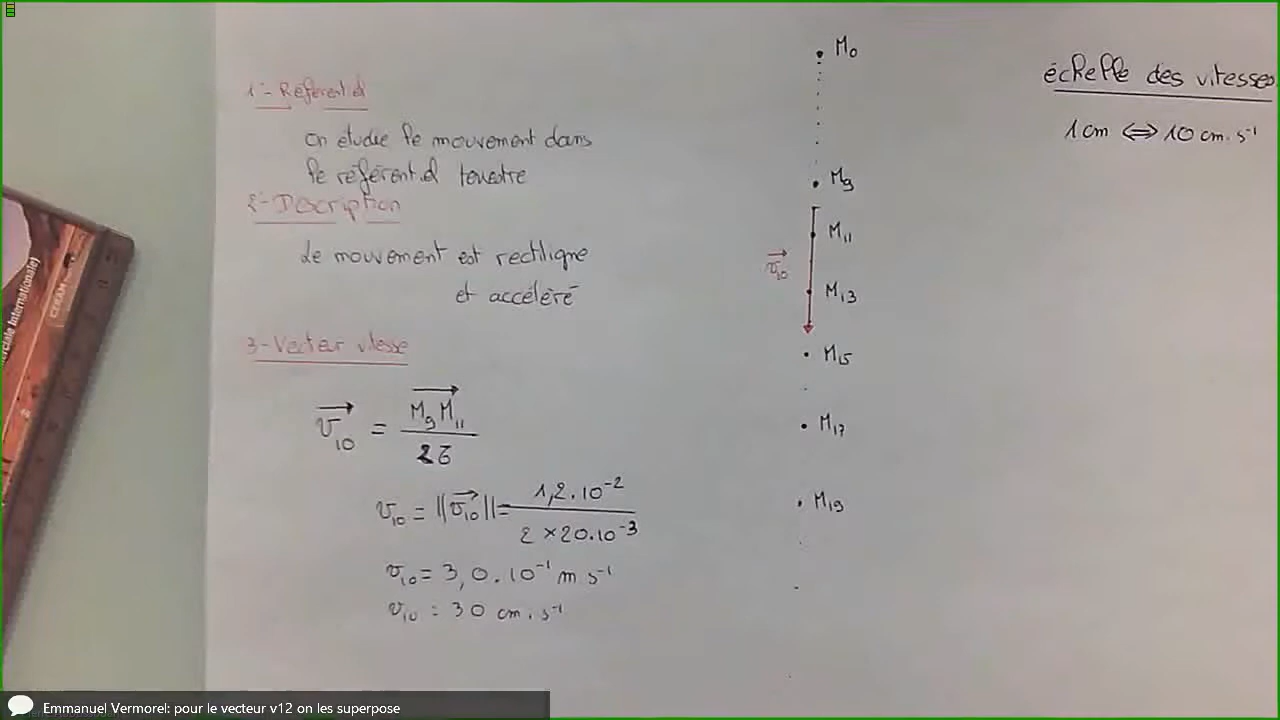 1°- Référentiel
on étudie le mouvement dans
le référentiel terrestre
2°- Description
Le mouvement est rectiligne
et accéléré
3- Vecteur vitesse
v₁₀ = M₉M₁₁ / 2τ
v₁₀ = ||v₁₀|| = 1,2.10⁻² / 2 × 20.10⁻³
v₁₀ = 3,0.10⁻¹ m s⁻¹
v₁₀ = 30 cm.s⁻¹
M₀
M₉
M₁₁
v₁₀
M₁₃
M₁₅
M₁₇
M₁₉
échelle des vitesses
1 cm ⇔ 10 cm.s⁻¹
ciale Internationale)
Emmanuel Vermorel: pour le vecteur v12 on les superpose